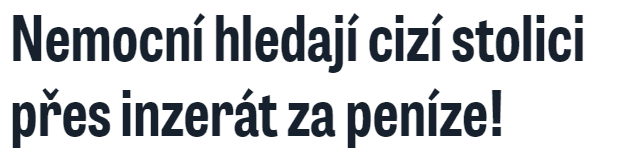 Nemocní hledají cizí stolici
přes inzerát za peníze!